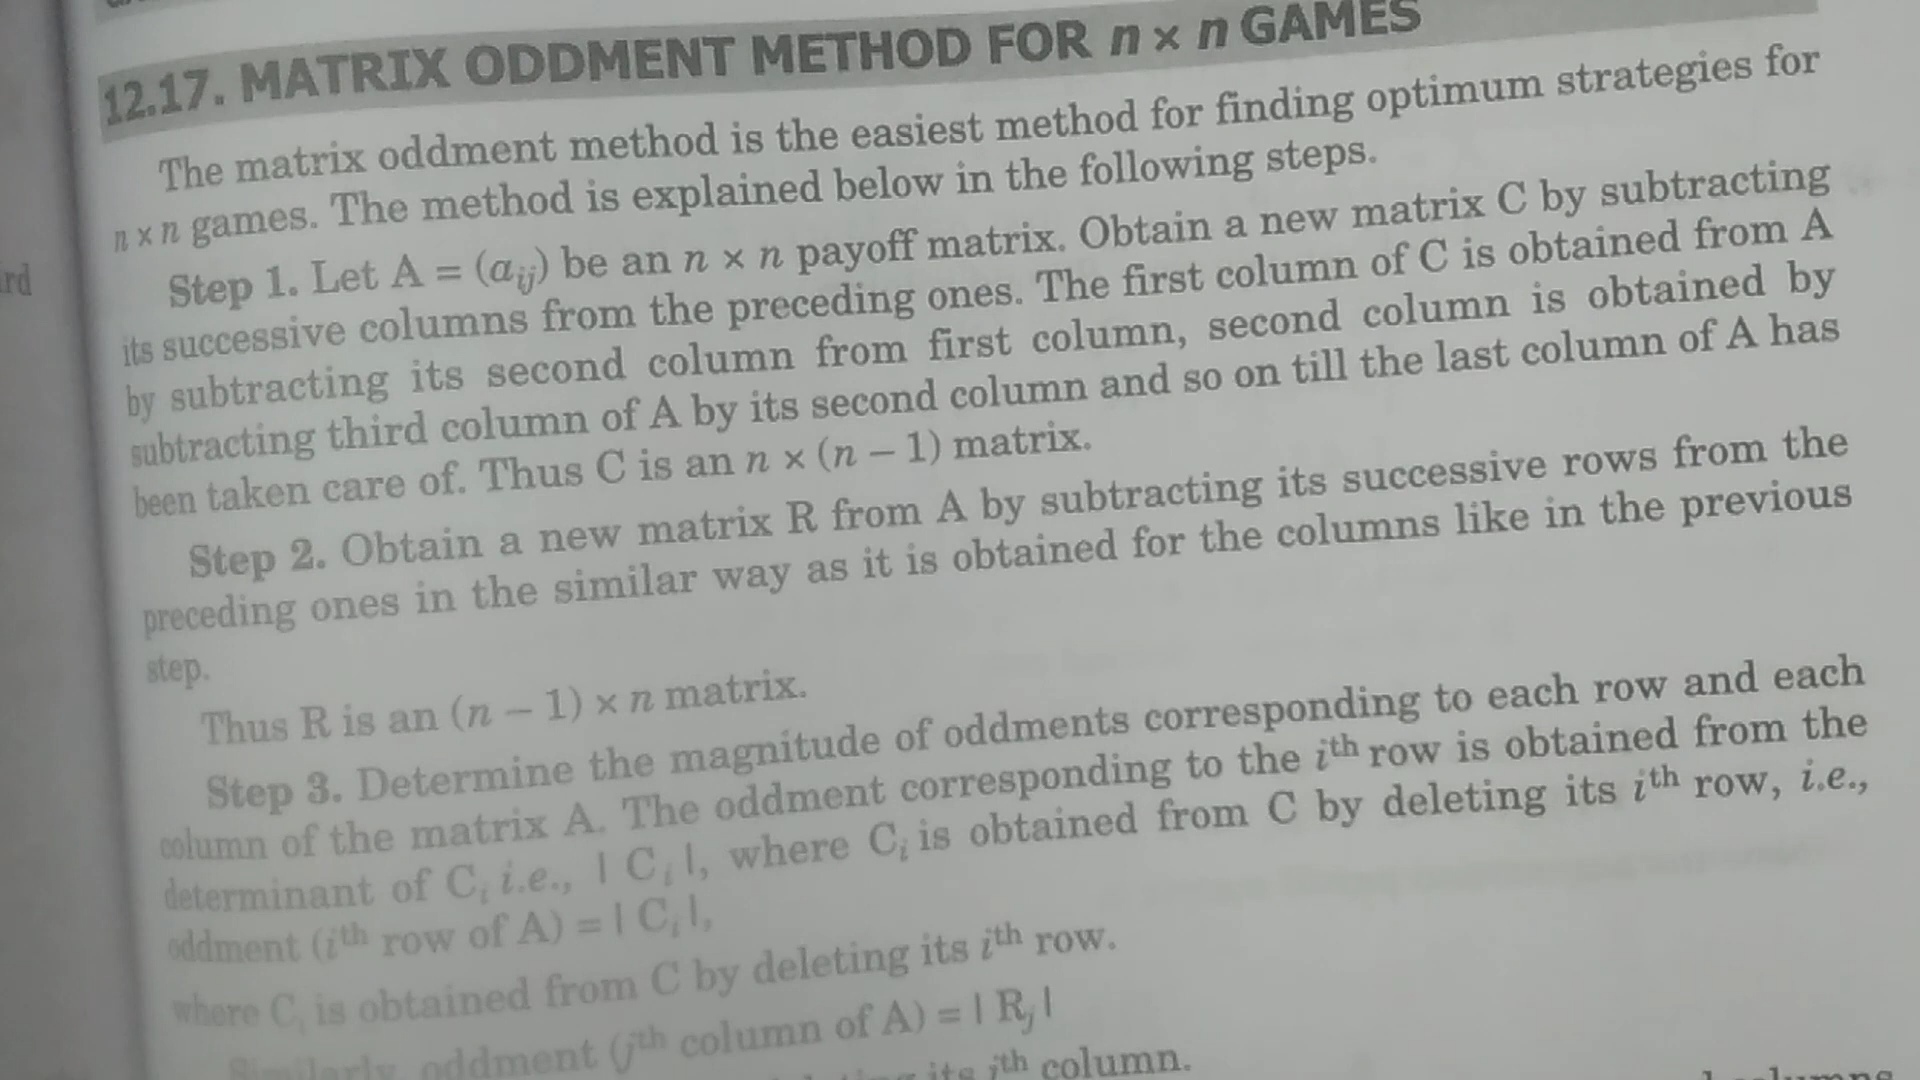 rd
12.17. MATRIX ODDMENT METHOD FOR n × n GAMES
The matrix oddment method is the easiest method for finding optimum strategies for
n × n games. The method is explained below in the following steps.
Step 1. Let A = (aᵢⱼ) be an n × n payoff matrix. Obtain a new matrix C by subtracting
its successive columns from the preceding ones. The first column of C is obtained from A
by subtracting its second column from first column, second column is obtained by
subtracting third column of A by its second column and so on till the last column of A has
been taken care of. Thus C is an n × (n – 1) matrix.
Step 2. Obtain a new matrix R from A by subtracting its successive rows from the
preceding ones in the similar way as it is obtained for the columns like in the previous
step.
Thus R is an (n – 1) × n matrix.
Step 3. Determine the magnitude of oddments corresponding to each row and each
column of the matrix A. The oddment corresponding to the iᵗʰ row is obtained from the
determinant of Cᵢ i.e., | Cᵢ |, where Cᵢ is obtained from C by deleting its iᵗʰ row, i.e.,
oddment (iᵗʰ row of A) = | Cᵢ |,
where Cᵢ is obtained from C by deleting its iᵗʰ row.
Similarly, oddment (jᵗʰ column of A) = | Rⱼ |
its jᵗʰ column.